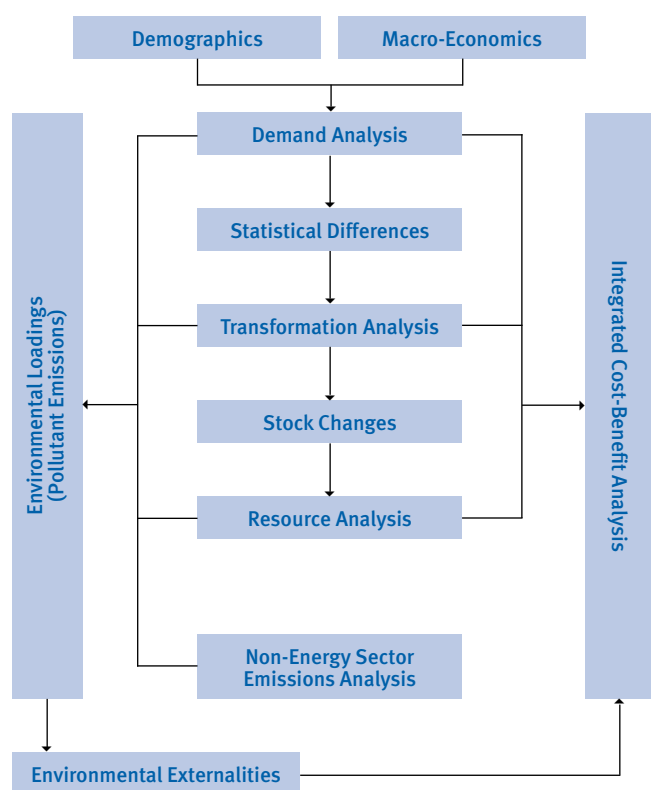 Demographics
Macro-Economics
Demand Analysis
Statistical Differences
Transformation Analysis
Stock Changes
Resource Analysis
Non-Energy Sector
Emissions Analysis
Environmental Loadings
(Pollutant Emissions)
Integrated Cost-Benefit Analysis
Environmental Externalities